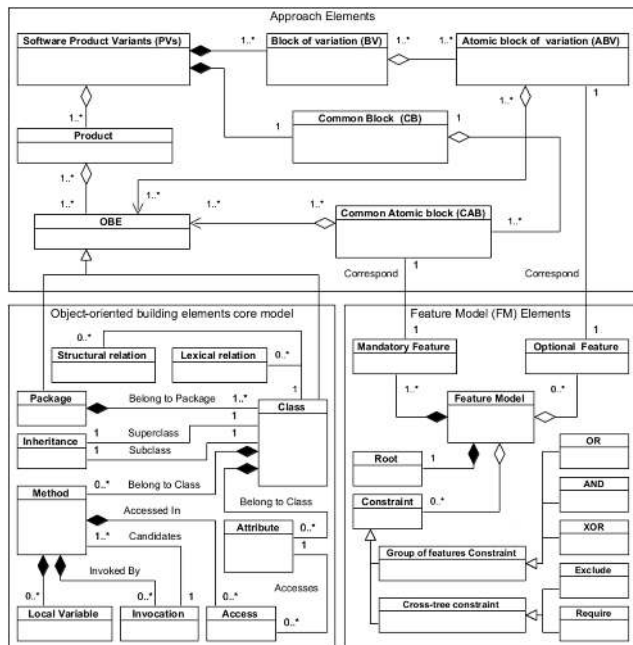 Approach Elements
1..* 1..* 1..*
Software Product Variants (PVs) Block of variation (BV) Atomic block of variation (ABV)
1..* 1
1 Common Block (CB) 1
1..*
Product
1..* 1..*
1..* 1..* 1..* Common Atomic block (CAB) 1..*
OBE
1
Correspond Correspond
Object-oriented building elements core model 1 Feature Model (FM) Elements 1
0..* Mandatory Feature Optional Feature
Structural relation Lexical relation 0..*
1..* Feature Model 0..*
Package Belong to Package 1..* 1 Class
1
Inheritance 1 Superclass 1
1 Subclass
Root 1
OR
0..* Belong to Class
Method Belong to Class Constraint 0..*
AND
Accessed In
1..* Candidates Attribute 0..*
1
XOR
Group of features Constraint
Invoked By Accesses
Exclude
0..* 0..* 1 0..* Cross-tree constraint
Local Variable Invocation Access 0..* Require